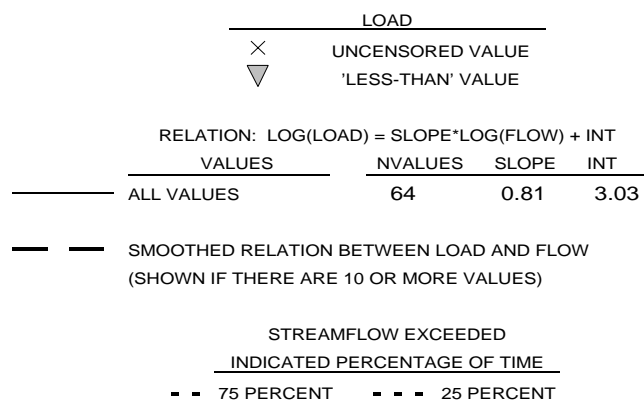 LOAD
UNCENSORED VALUE
'LESS-THAN' VALUE
RELATION: LOG(LOAD) = SLOPE*LOG(FLOW) + INT
VALUES NVALUES SLOPE INT
ALL VALUES 64 0.81 3.03
SMOOTHED RELATION BETWEEN LOAD AND FLOW
(SHOWN IF THERE ARE 10 OR MORE VALUES)
STREAMFLOW EXCEEDED
INDICATED PERCENTAGE OF TIME
75 PERCENT 25 PERCENT